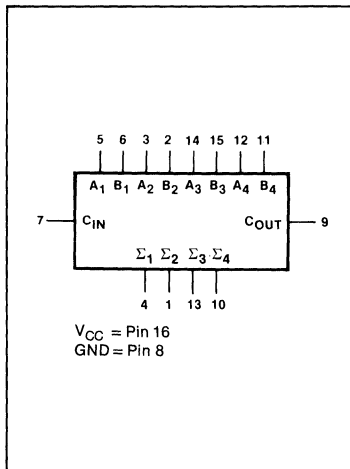 5 6 3 2 14 15 12 11
A1 B1 A2 B2 A3 B3 A4 B4
7 CIN COUT 9
Σ1 Σ2 Σ3 Σ4
4 1 13 10
VCC = Pin 16
GND = Pin 8